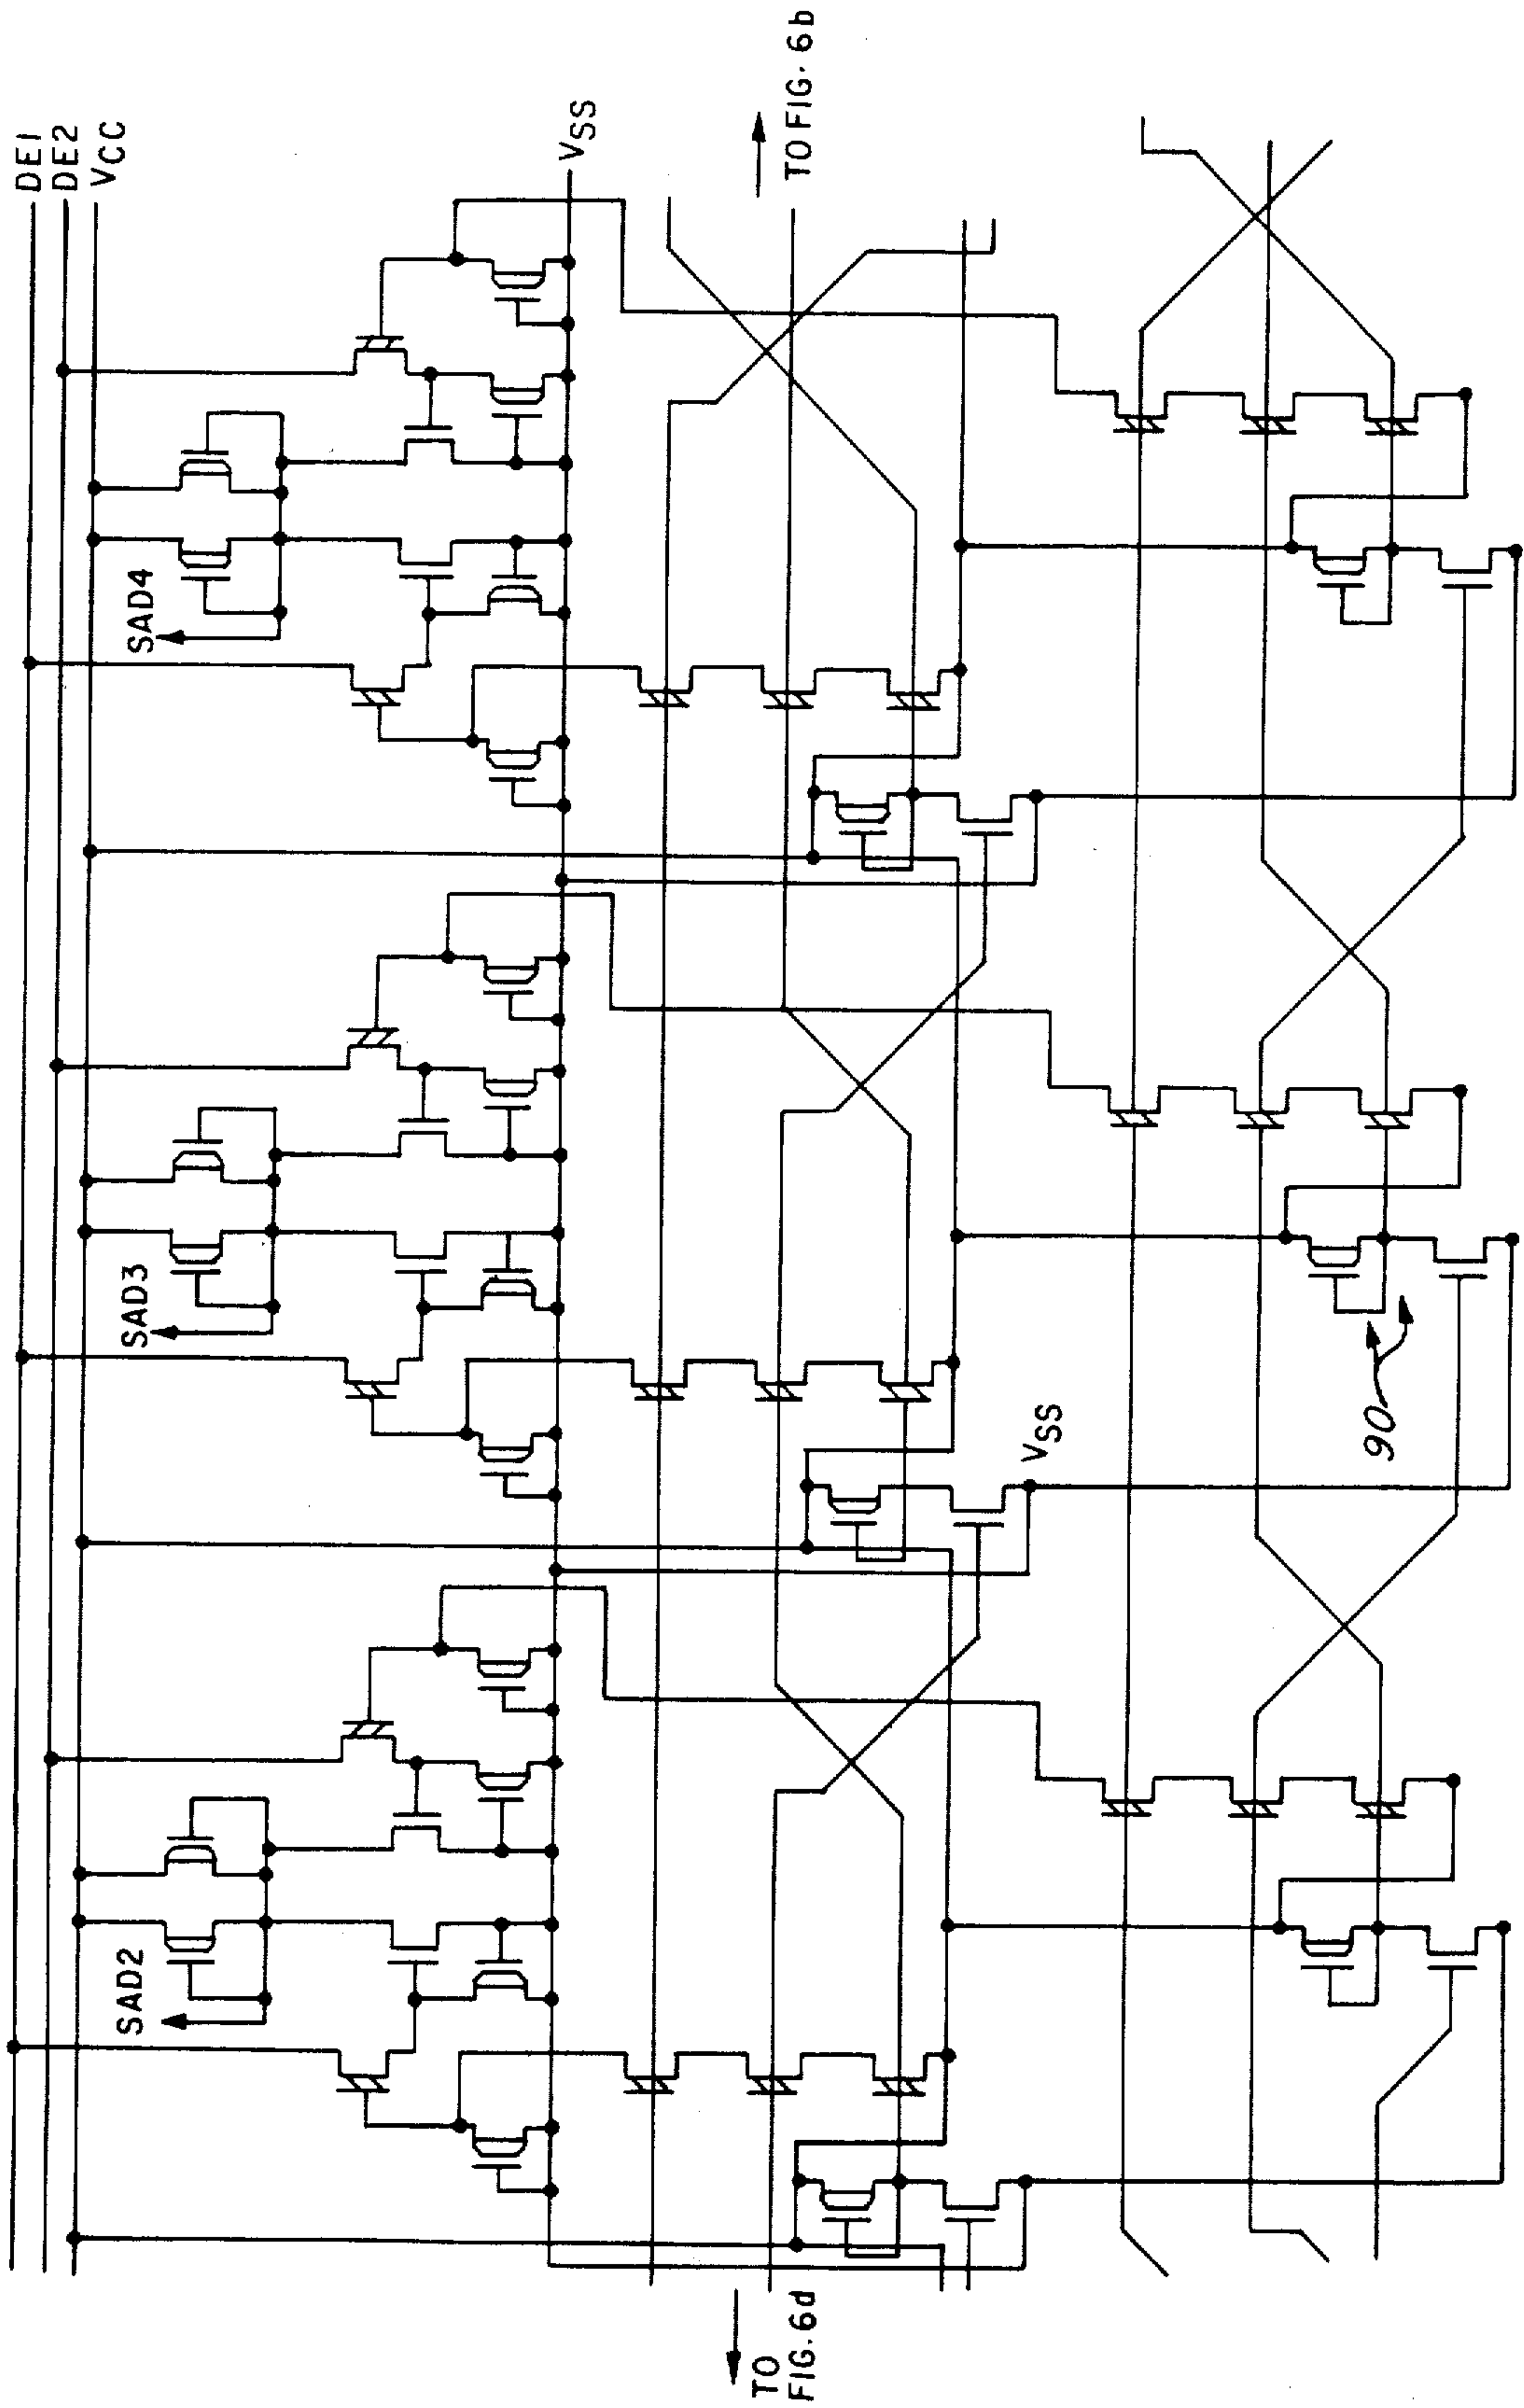 DE1
DE2
VCC
VSS
TO FIG. 6b
SAD4
SAD3
VSS
90
SAD2
TO
FIG. 6d